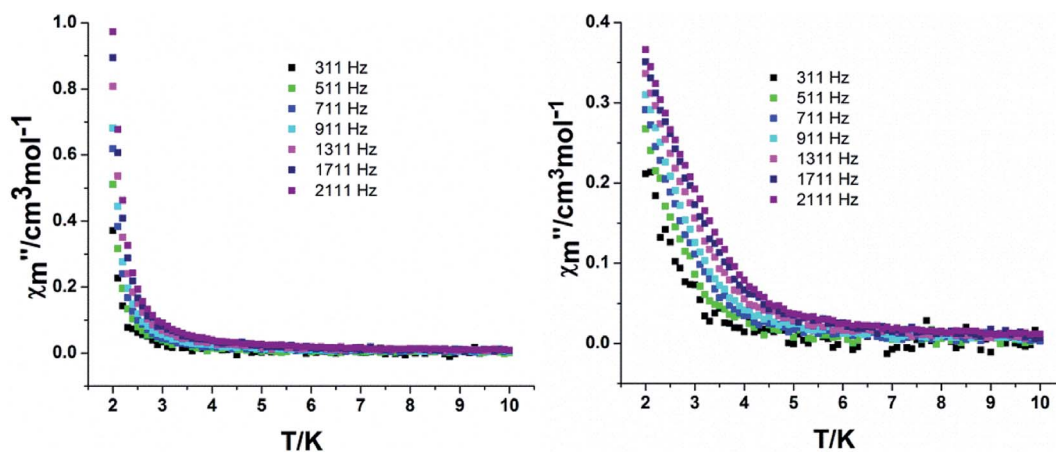 1.0
0.8
0.6
0.4
0.2
0.0
χm''/cm³mol⁻¹
311 Hz
511 Hz
711 Hz
911 Hz
1311 Hz
1711 Hz
2111 Hz
2 3 4 5 6 7 8 9 10
T/K
0.4
0.3
0.2
0.1
0.0
χm''/cm³mol⁻¹
311 Hz
511 Hz
711 Hz
911 Hz
1311 Hz
1711 Hz
2111 Hz
2 3 4 5 6 7 8 9 10
T/K